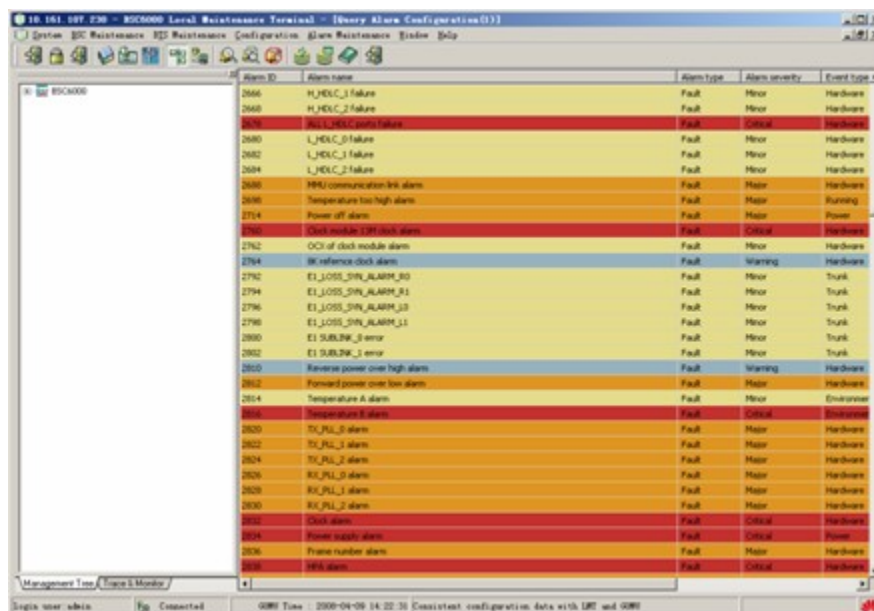 10.161.107.230 - BSC6000 Local Maintenance Terminal - [Query Alarm Configuration(1)]
System BSC Maintenance BTS Maintenance Configuration Alarm Maintenance Window Help
BSC6000
Alarm ID Alarm name Alarm type Alarm severity Event type
2666 H_HDLC_1 failure Fault Minor Hardware
2668 H_HDLC_2 failure Fault Minor Hardware
2678 ALL L_HDLC ports failure Fault Critical Hardware
2680 L_HDLC_0 failure Fault Minor Hardware
2682 L_HDLC_1 failure Fault Minor Hardware
2684 L_HDLC_2 failure Fault Minor Hardware
2688 MMU communication link alarm Fault Major Hardware
2698 Temperature too high alarm Fault Major Running
2714 Power off alarm Fault Major Power
2760 Clock module 13M clock alarm Fault Critical Hardware
2762 OCX of clock module alarm Fault Minor Hardware
2764 8K refernce clock alarm Fault Warning Hardware
2792 E1_LOSS_SYN_ALARM_R0 Fault Minor Trunk
2794 E1_LOSS_SYN_ALARM_R1 Fault Minor Trunk
2796 E1_LOSS_SYN_ALARM_L0 Fault Minor Trunk
2798 E1_LOSS_SYN_ALARM_L1 Fault Minor Trunk
2800 E1 SUBLINK_0 error Fault Minor Trunk
2802 E1 SUBLINK_1 error Fault Minor Trunk
2810 Reverse power over high alarm Fault Warning Hardware
2812 Forward power over low alarm Fault Major Hardware
2814 Temperature A alarm Fault Minor Environmen
2816 Temperature B alarm Fault Critical Environmen
2820 TX_PLL_0 alarm Fault Major Hardware
2822 TX_PLL_1 alarm Fault Major Hardware
2824 TX_PLL_2 alarm Fault Major Hardware
2826 RX_PLL_0 alarm Fault Major Hardware
2828 RX_PLL_1 alarm Fault Major Hardware
2830 RX_PLL_2 alarm Fault Major Hardware
2832 Clock alarm Fault Critical Hardware
2834 Power supply alarm Fault Critical Power
2836 Frame number alarm Fault Major Hardware
2838 HPA alarm Fault Critical Hardware
Management Tree Trace & Monitor
Login user admin Connected GOMU Time : 2008-04-09 14:22:31 Consistent configuration data with LMT and GOMU